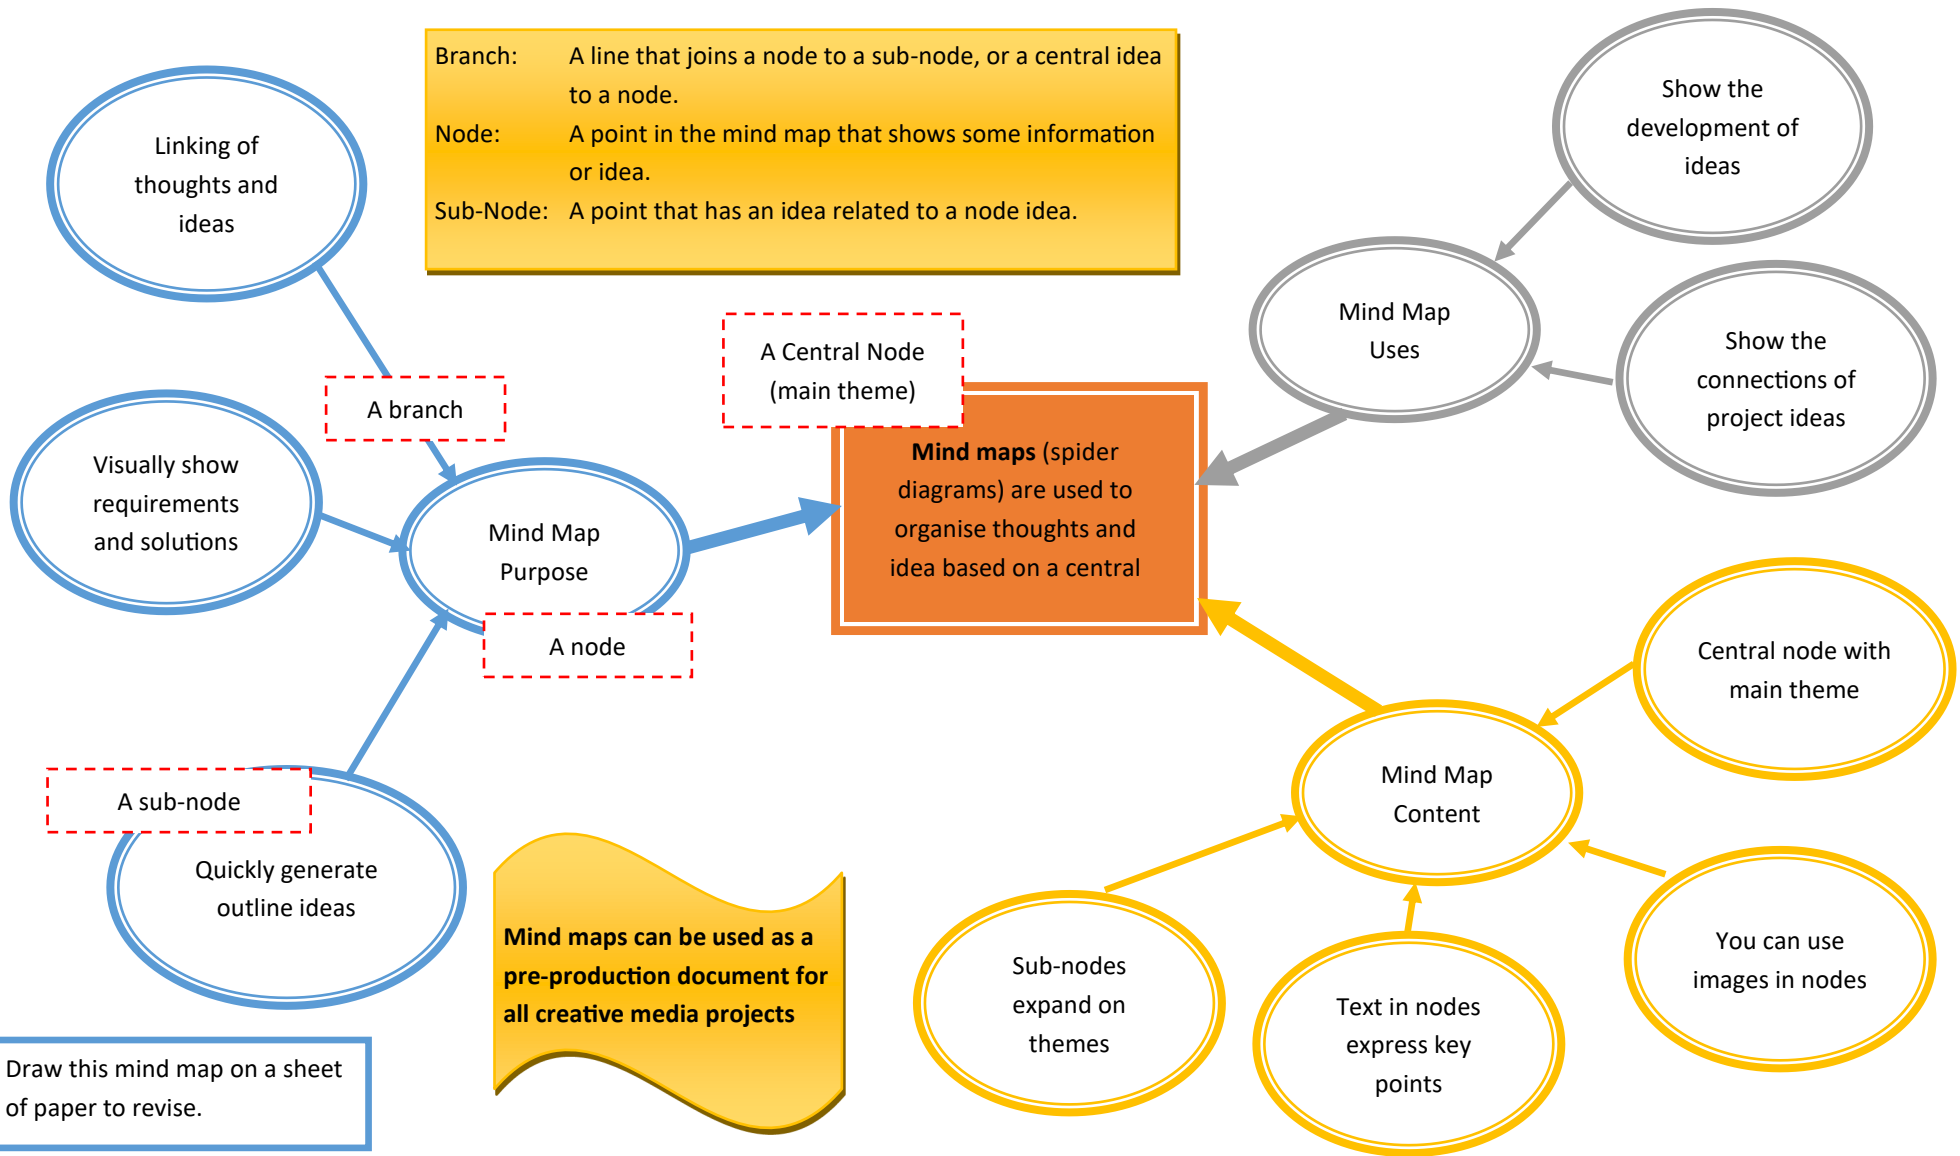 Branch: A line that joins a node to a sub-node, or a central idea
to a node.
Node: A point in the mind map that shows some information
or idea.
Sub-Node: A point that has an idea related to a node idea.
Linking of
thoughts and
ideas
A branch
Visually show
requirements
and solutions
Mind Map
Purpose
A node
A sub-node
Quickly generate
outline ideas
A Central Node
(main theme)
Mind maps (spider
diagrams) are used to
organise thoughts and
idea based on a central
Mind Map
Uses
Show the
development of
ideas
Show the
connections of
project ideas
Mind Map
Content
Central node with
main theme
You can use
images in nodes
Text in nodes
express key
points
Sub-nodes
expand on
themes
Mind maps can be used as a
pre-production document for
all creative media projects
Draw this mind map on a sheet
of paper to revise.